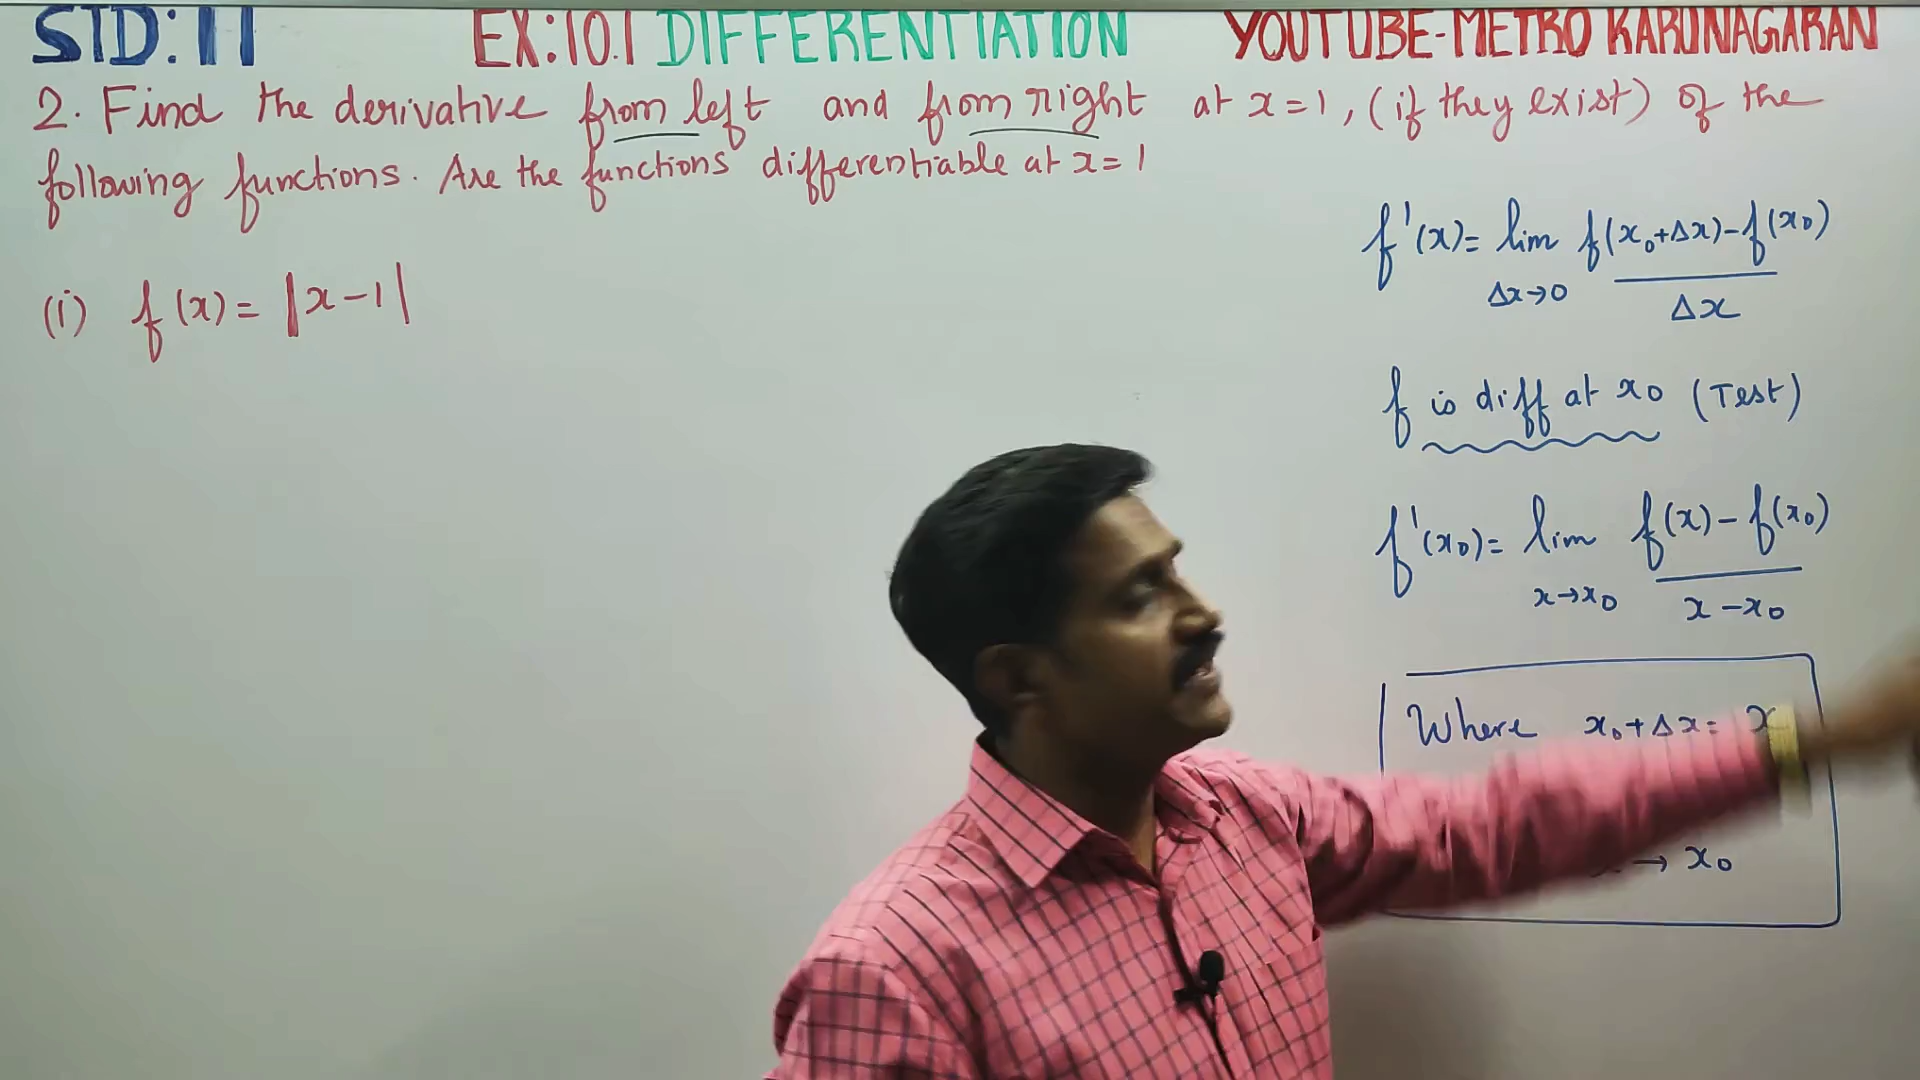 STD: 11 EX:10.1 DIFFERENTIATION YOUTUBE-METRO KARUNAGARAN
2. Find the derivative from left and from right at x=1, (if they exist) of the
following functions. Are the functions differentiable at x=1
(i) f(x) = |x-1|
f'(x) = lim f(x₀+Δx)-f(x₀)
Δx→0 Δx
f is diff at x₀ (Test)
f'(x₀) = lim f(x) - f(x₀)
x→x₀ x-x₀
Where x₀+Δx = x
→ x₀